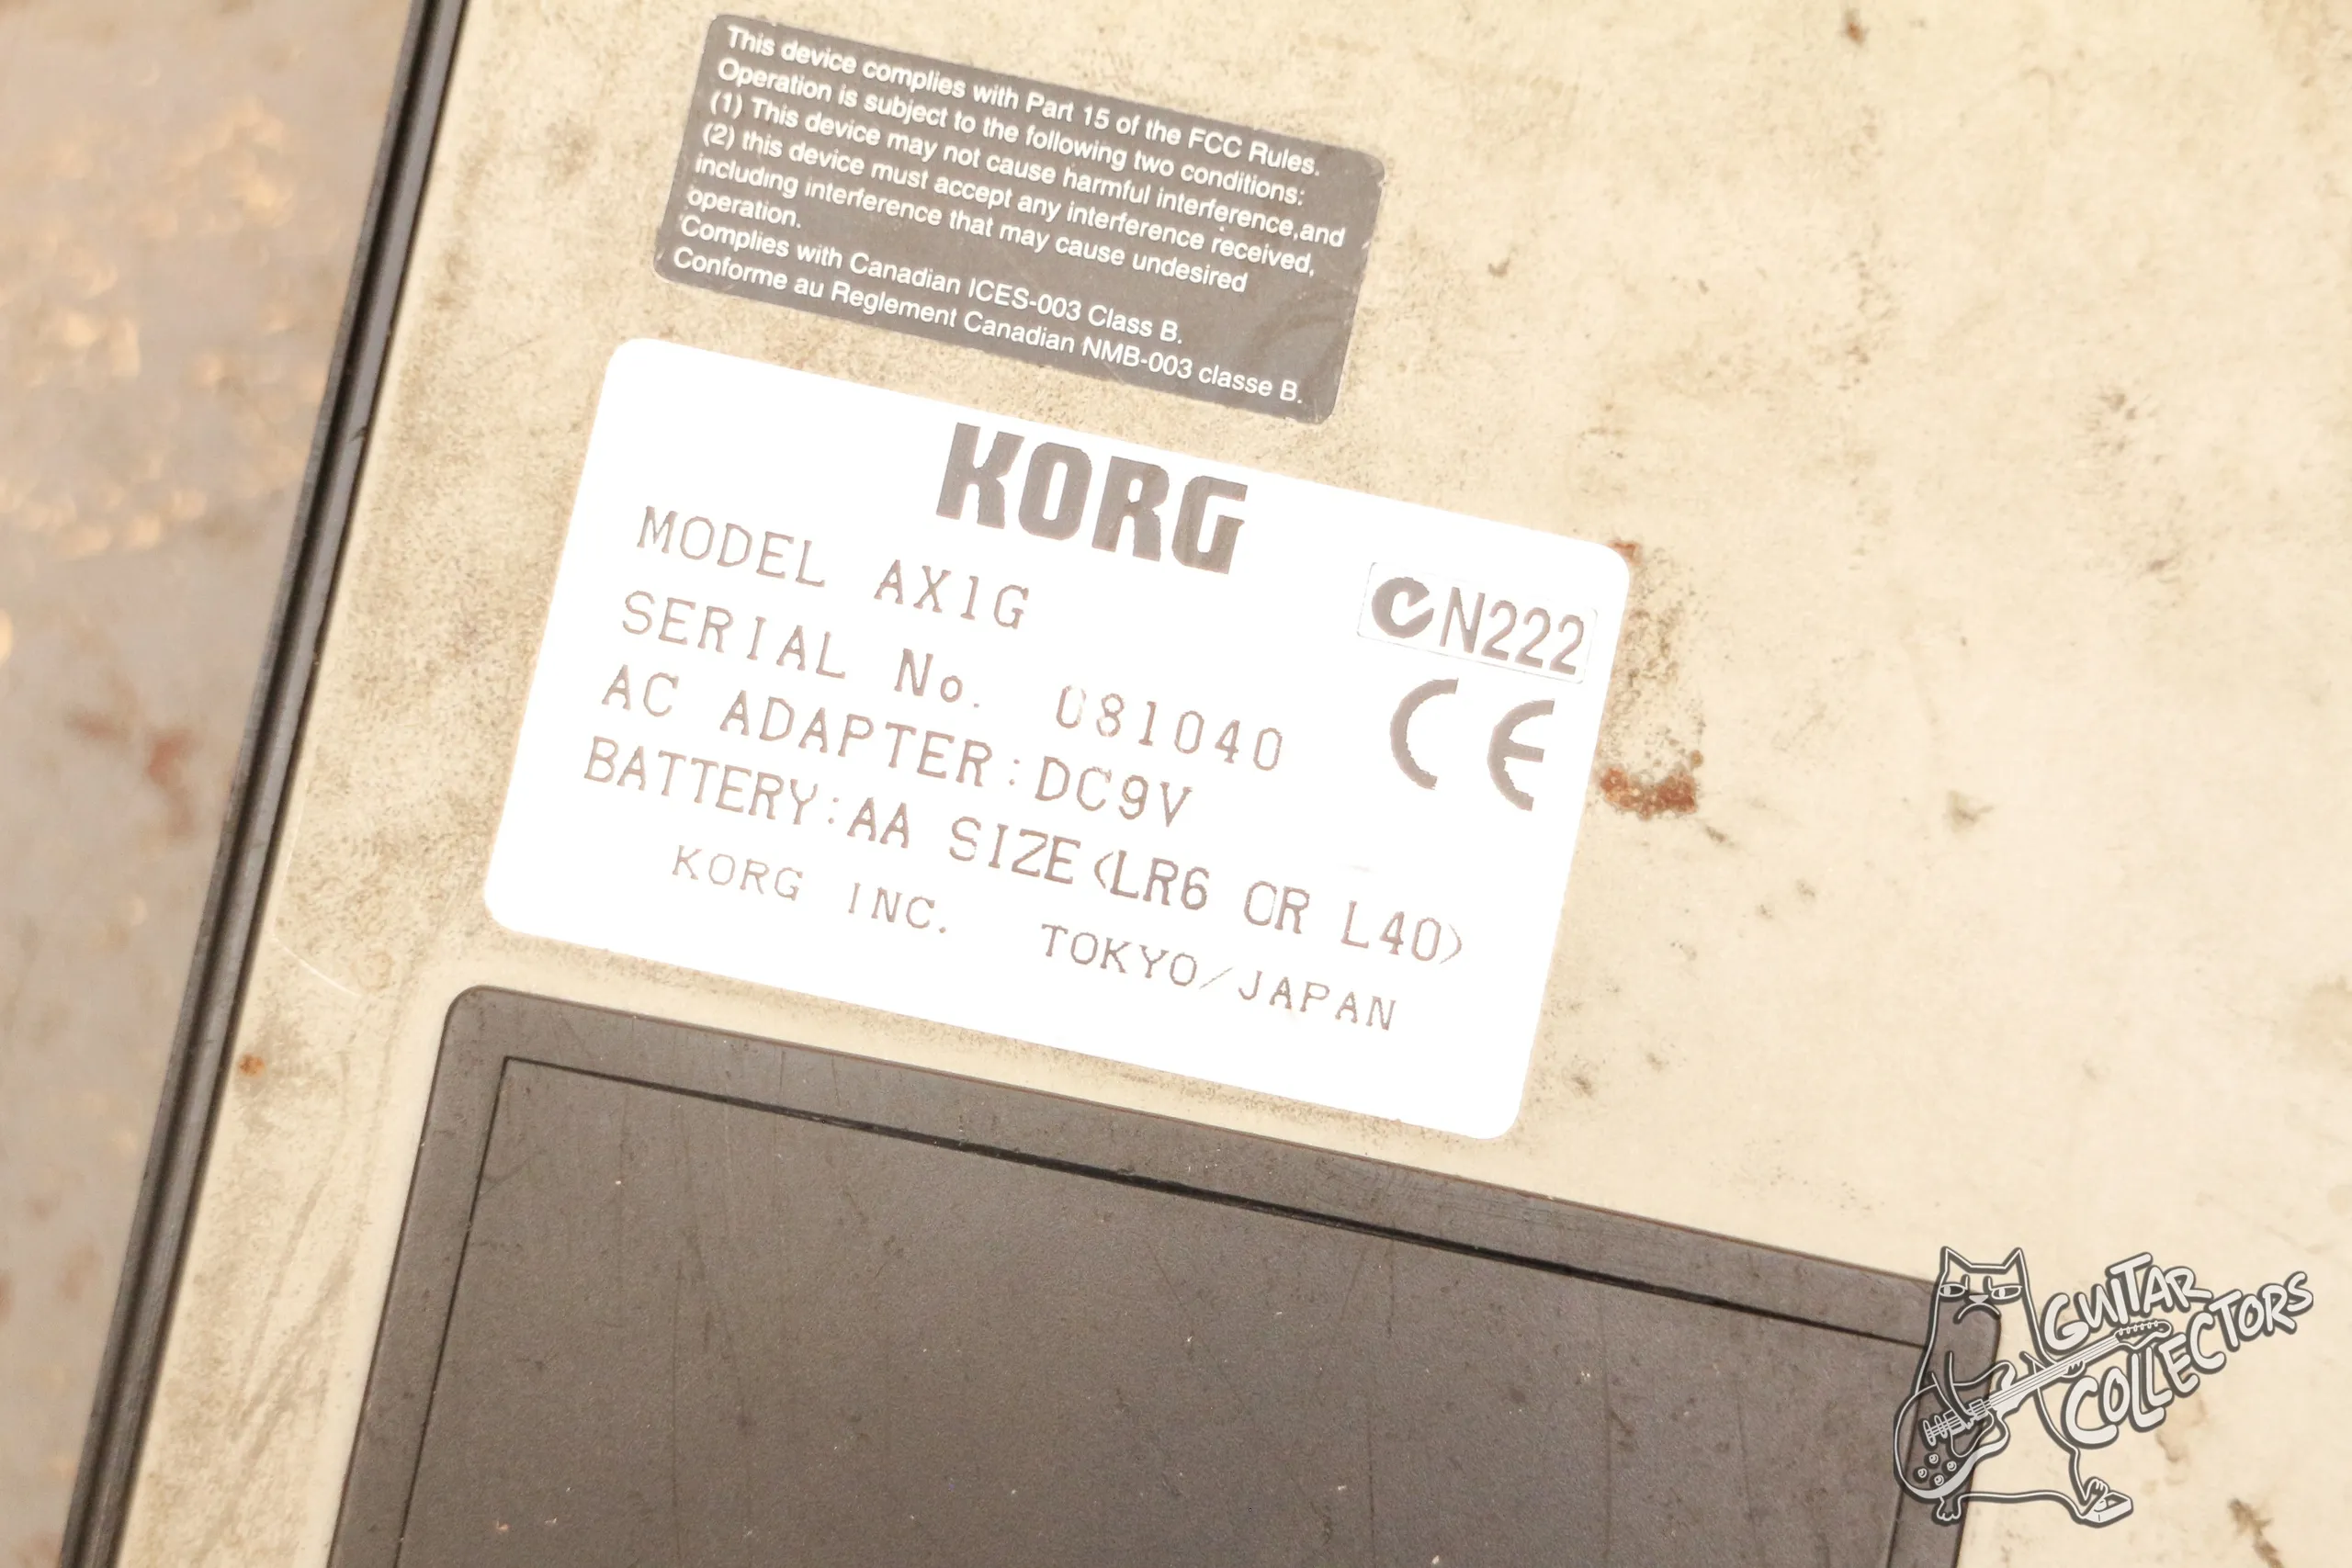 This device complies with Part 15 of the FCC Rules.
Operation is subject to the following two conditions:
(1) This device may not cause harmful interference,and
(2) this device must accept any interference received,
including interference that may cause undesired
operation.
Complies with Canadian ICES-003 Class B.
Conforme au Reglement Canadian NMB-003 classe B.
KORG
MODEL AX1G
N222
SERIAL No. 081040
CE
AC ADAPTER:DC9V
BATTERY:AA SIZE<LR6 OR L40>
KORG INC. TOKYO/JAPAN
GUITAR
COLLECTORS